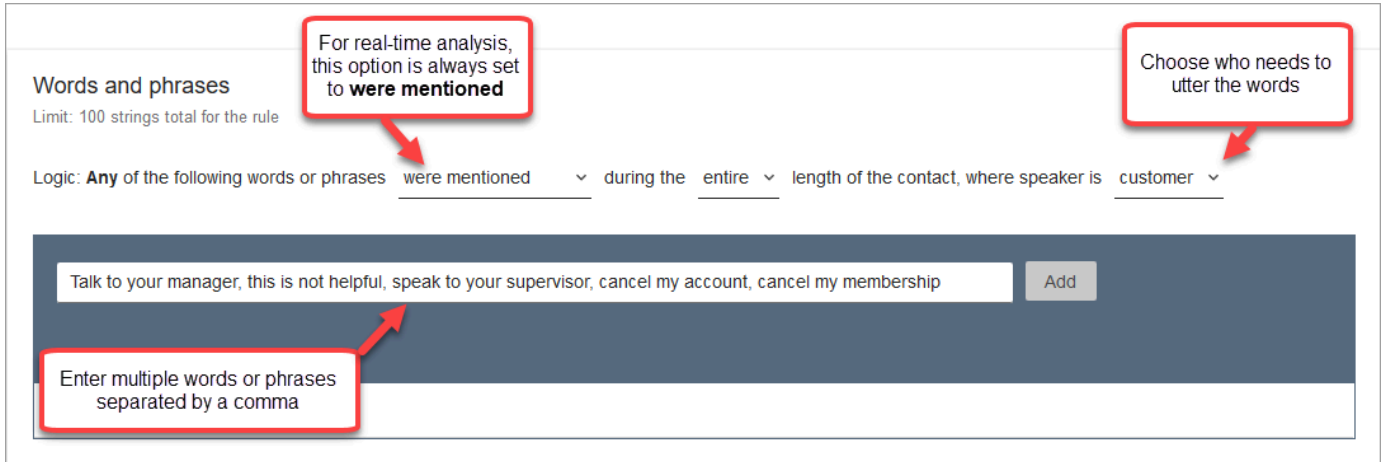 For real-time analysis,
this option is always set
to were mentioned
Choose who needs to
utter the words
Words and phrases
Limit: 100 strings total for the rule
Logic: Any of the following words or phrases were mentioned during the entire length of the contact, where speaker is customer
Talk to your manager, this is not helpful, speak to your supervisor, cancel my account, cancel my membership
Add
Enter multiple words or phrases
separated by a comma